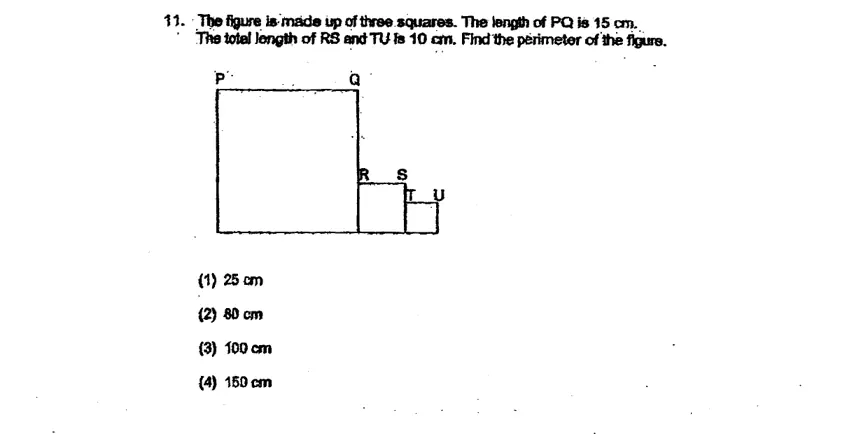 11. The figure is made up of three squares. The length of PQ is 15 cm.
The total length of RS and TU is 10 cm. Find the perimeter of the figure.
P Q
R S
T U
(1) 25 cm
(2) 80 cm
(3) 100 cm
(4) 150 cm